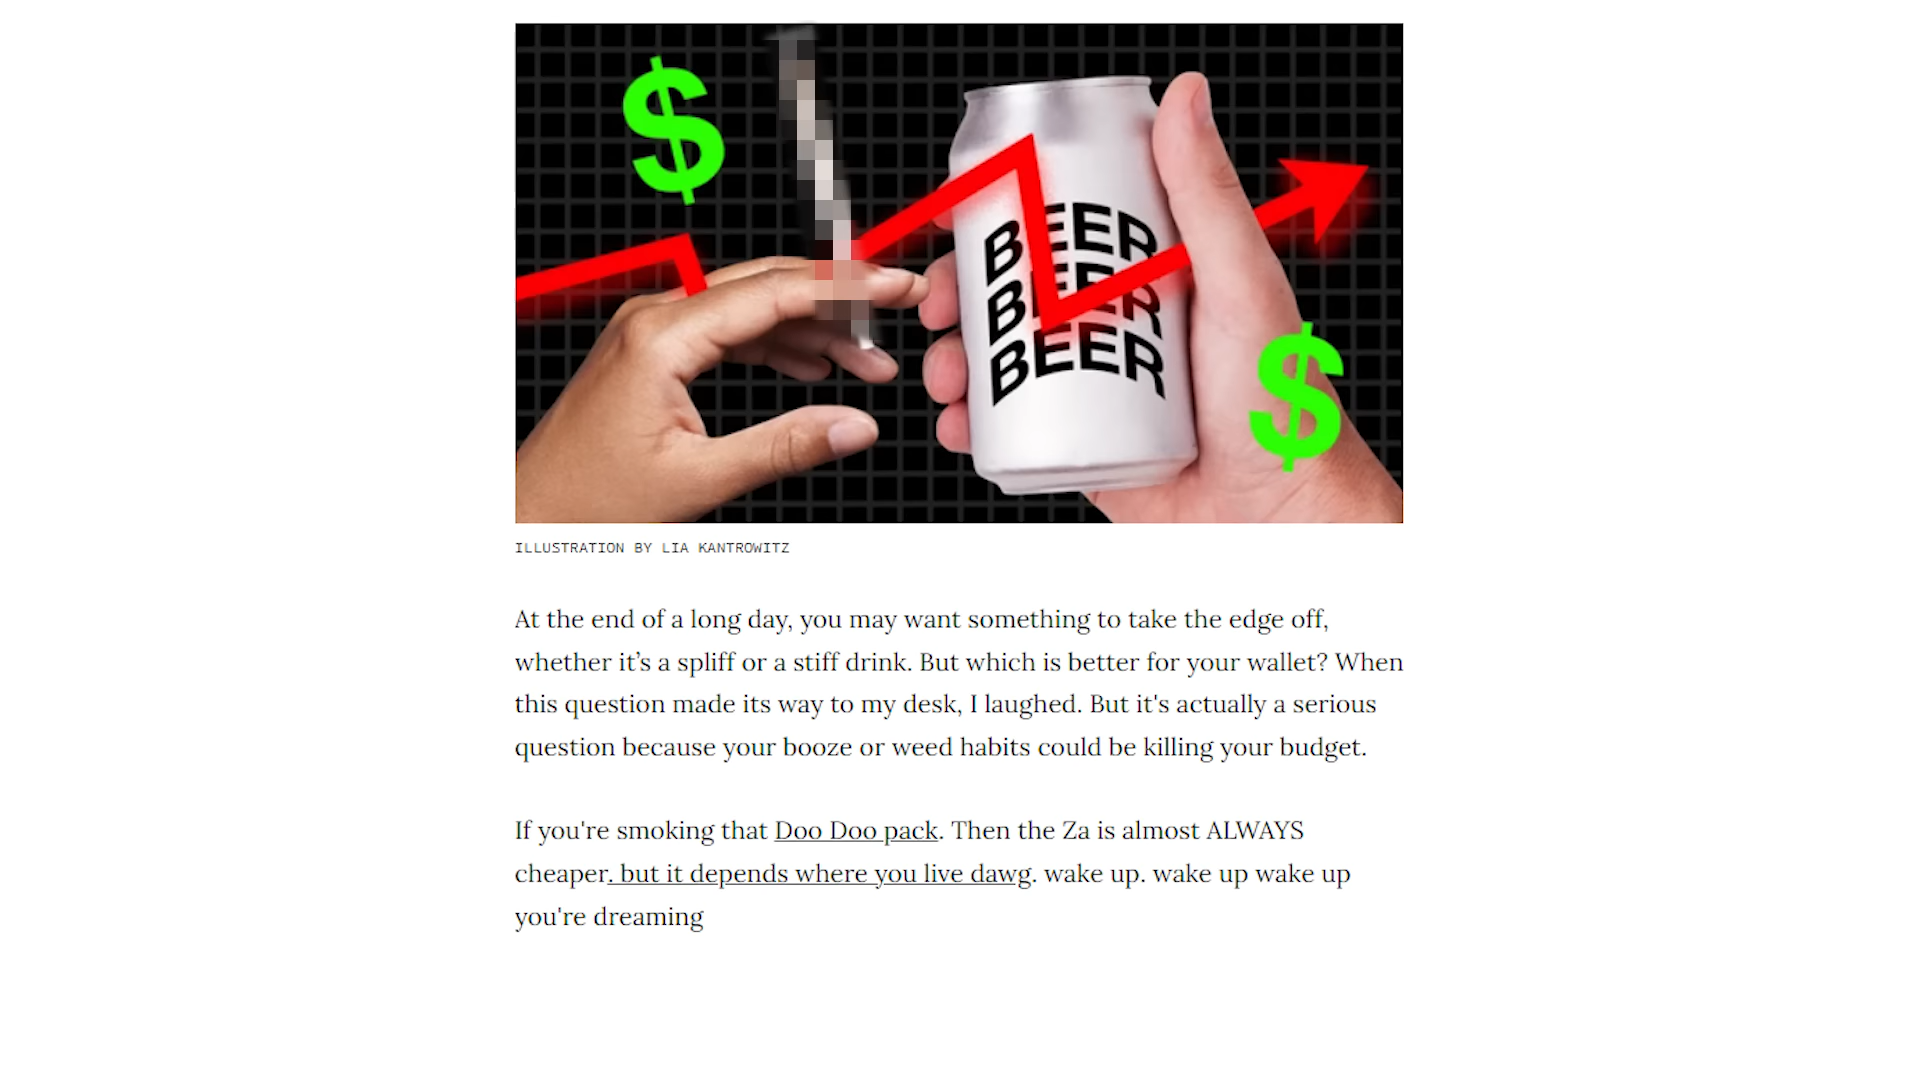 $
BEER
BEER
BEER
$
ILLUSTRATION BY LIA KANTROWITZ
At the end of a long day, you may want something to take the edge off,
whether it’s a spliff or a stiff drink. But which is better for your wallet? When
this question made its way to my desk, I laughed. But it's actually a serious
question because your booze or weed habits could be killing your budget.
If you're smoking that Doo Doo pack. Then the Za is almost ALWAYS
cheaper. but it depends where you live dawg. wake up. wake up wake up
you're dreaming